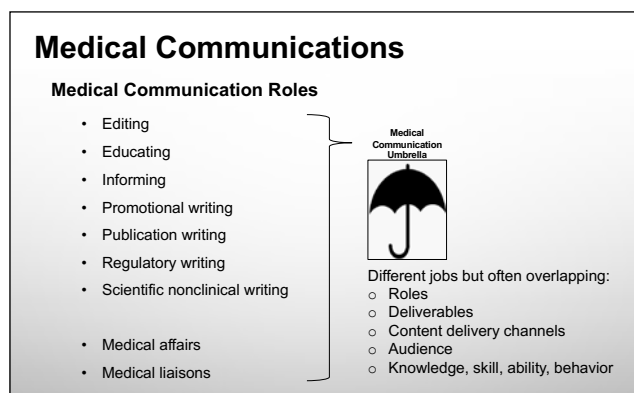 Medical Communications
Medical Communication Roles
• Editing
• Educating
• Informing
• Promotional writing
• Publication writing
• Regulatory writing
• Scientific nonclinical writing
• Medical affairs
• Medical liaisons
Medical
Communication
Umbrella
Different jobs but often overlapping:
o Roles
o Deliverables
o Content delivery channels
o Audience
o Knowledge, skill, ability, behavior